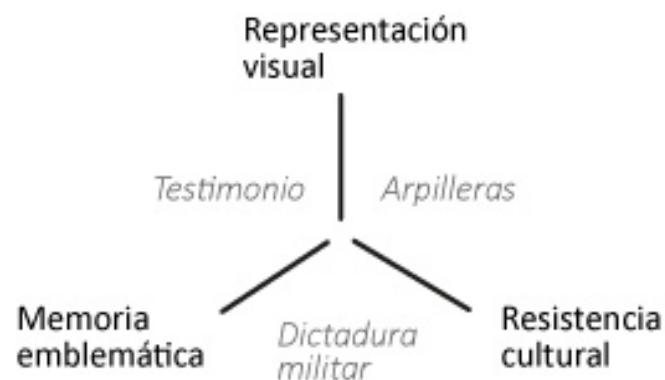 Representación
visual
Testimonio
Arpilleras
Memoria
emblemática
Dictadura
militar
Resistencia
cultural